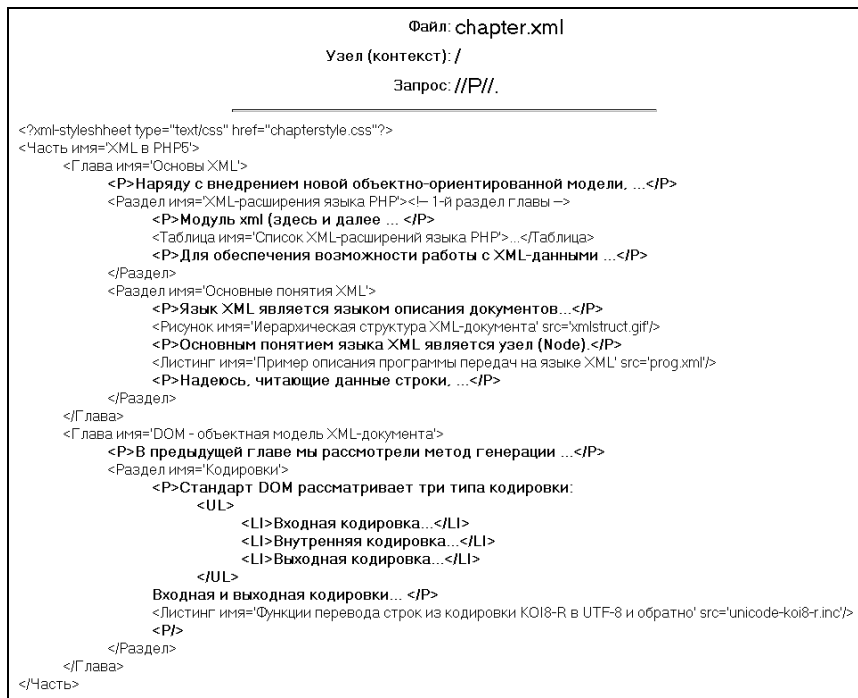 Файл: chapter.xml
Узел (контекст): /
Запрос: //P//.
<?xml-styleshheet type="text/css" href="chapterstyle.css"?>
<Часть имя='XML в PHP5'>
<Глава имя='Основы XML'>
<P>Наряду с внедрением новой объектно-ориентированной модели, ...</P>
<Раздел имя='XML-расширения языка PHP'><!-- 1-й раздел главы -->
<P>Модуль xml (здесь и далее ... </P>
<Таблица имя='Список XML-расширений языка PHP'>...</Таблица>
<P>Для обеспечения возможности работы с XML-данными ...</P>
</Раздел>
<Раздел имя='Основные понятия XML'>
<P>Язык XML является языком описания документов...</P>
<Рисунок имя='Иерархическая структура XML-документа' src='xmlstruct.gif'/>
<P>Основным понятием языка XML является узел (Node).</P>
<Листинг имя='Пример описания программы передач на языке XML' src='prog.xml'/>
<P>Надеюсь, читающие данные строки, ...</P>
</Раздел>
</Глава>
<Глава имя='DOM - объектная модель XML-документа'>
<P>В предыдущей главе мы рассмотрели метод генерации ...</P>
<Раздел имя='Кодировки'>
<P>Стандарт DOM рассматривает три типа кодировки:
<UL>
<LI>Входная кодировка...</LI>
<LI>Внутренняя кодировка...</LI>
<LI>Выходная кодировка...</LI>
</UL>
Входная и выходная кодировки... </P>
<Листинг имя='Функции перевода строк из кодировки KOI8-R в UTF-8 и обратно' src='unicode-koi8-r.inc'/>
<P/>
</Раздел>
</Глава>
</Часть>